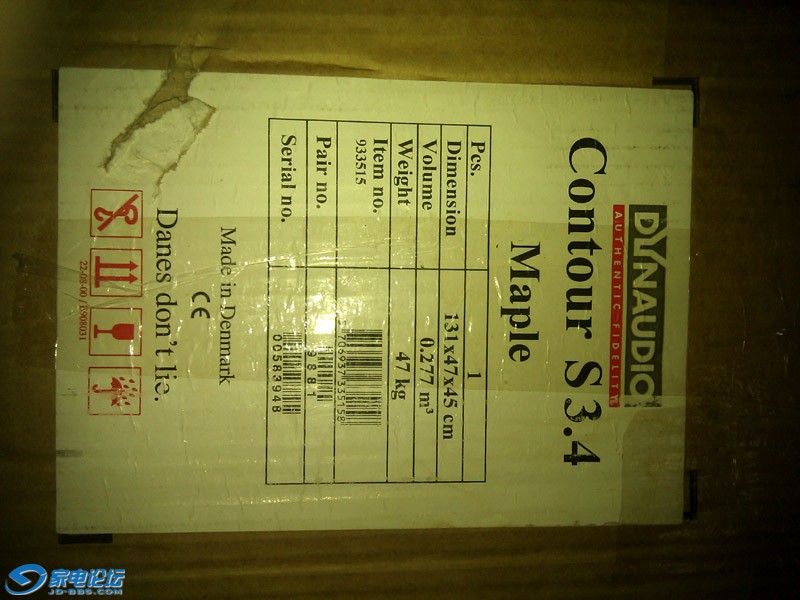 DYNAUDIO
AUTHENTIC FIDELITY
Contour S 3.4
Maple
Pcs. 1
Dimension 131x47x45 cm
Volume 0.277 m³
Weight 47 kg
Item no.
933515
Pair no. 3881
Serial no. 00583948
Made in Denmark
CE
Danes don't lie.
家电论坛
JD-BBS.COM